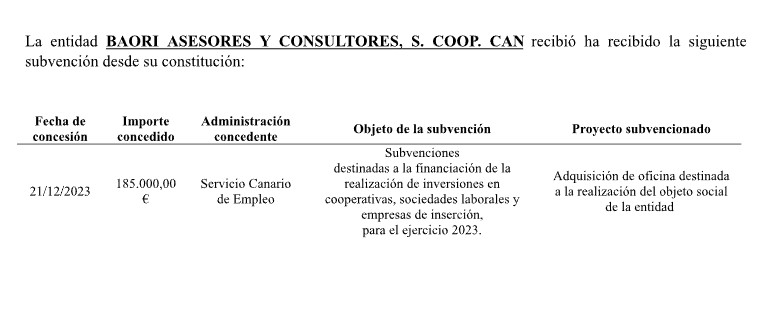 La entidad BAORI ASESORES Y CONSULTORES, S. COOP. CAN recibió ha recibido la siguiente
subvención desde su constitución:
Fecha de
concesión
Importe
concedido
Administración
concedente
Objeto de la subvención
Proyecto subvencionado
21/12/2023
185.000,00
€
Servicio Canario
de Empleo
Subvenciones
destinadas a la financiación de la
realización de inversiones en
cooperativas, sociedades laborales y
empresas de inserción,
para el ejercicio 2023.
Adquisición de oficina destinada
a la realización del objeto social
de la entidad